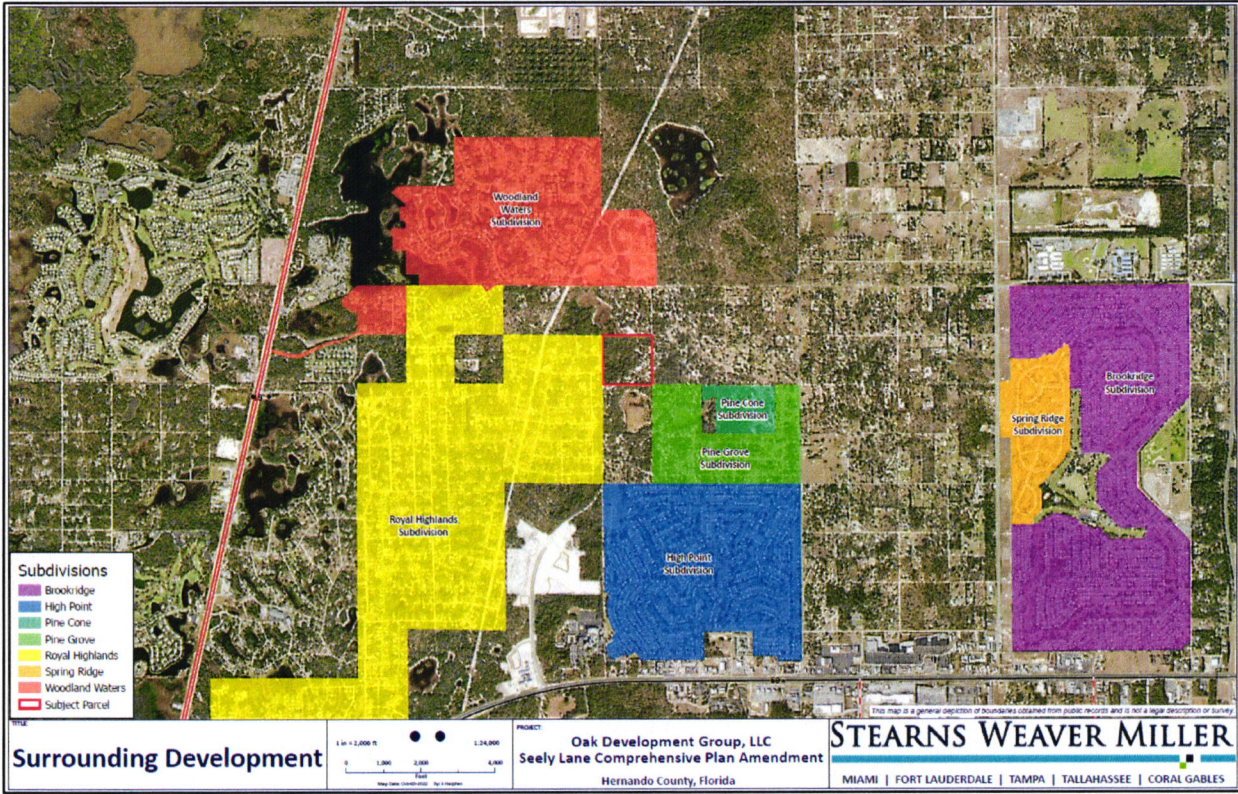 Woodland
Waters
Subdivision
Brookridge
Subdivision
Pine Cone
Subdivision
Spring Ridge
Subdivision
Pine Grove
Subdivision
Royal Highlands
Subdivision
High Point
Subdivision
Subdivisions
Brookridge
High Point
Pine Cone
Pine Grove
Royal Highlands
Spring Ridge
Woodland Waters
Subject Parcel
This map is a general depiction of boundaries obtained from public records and is not a legal description or survey.
TITLE
Surrounding Development
1 in = 2,000 ft
1:24,000
0 1,000 2,000 4,000
Feet
PROJECT:
Oak Development Group, LLC
Seely Lane Comprehensive Plan Amendment
Hernando County, Florida
STEARNS WEAVER MILLER
MIAMI | FORT LAUDERDALE | TAMPA | TALLAHASSEE | CORAL GABLES